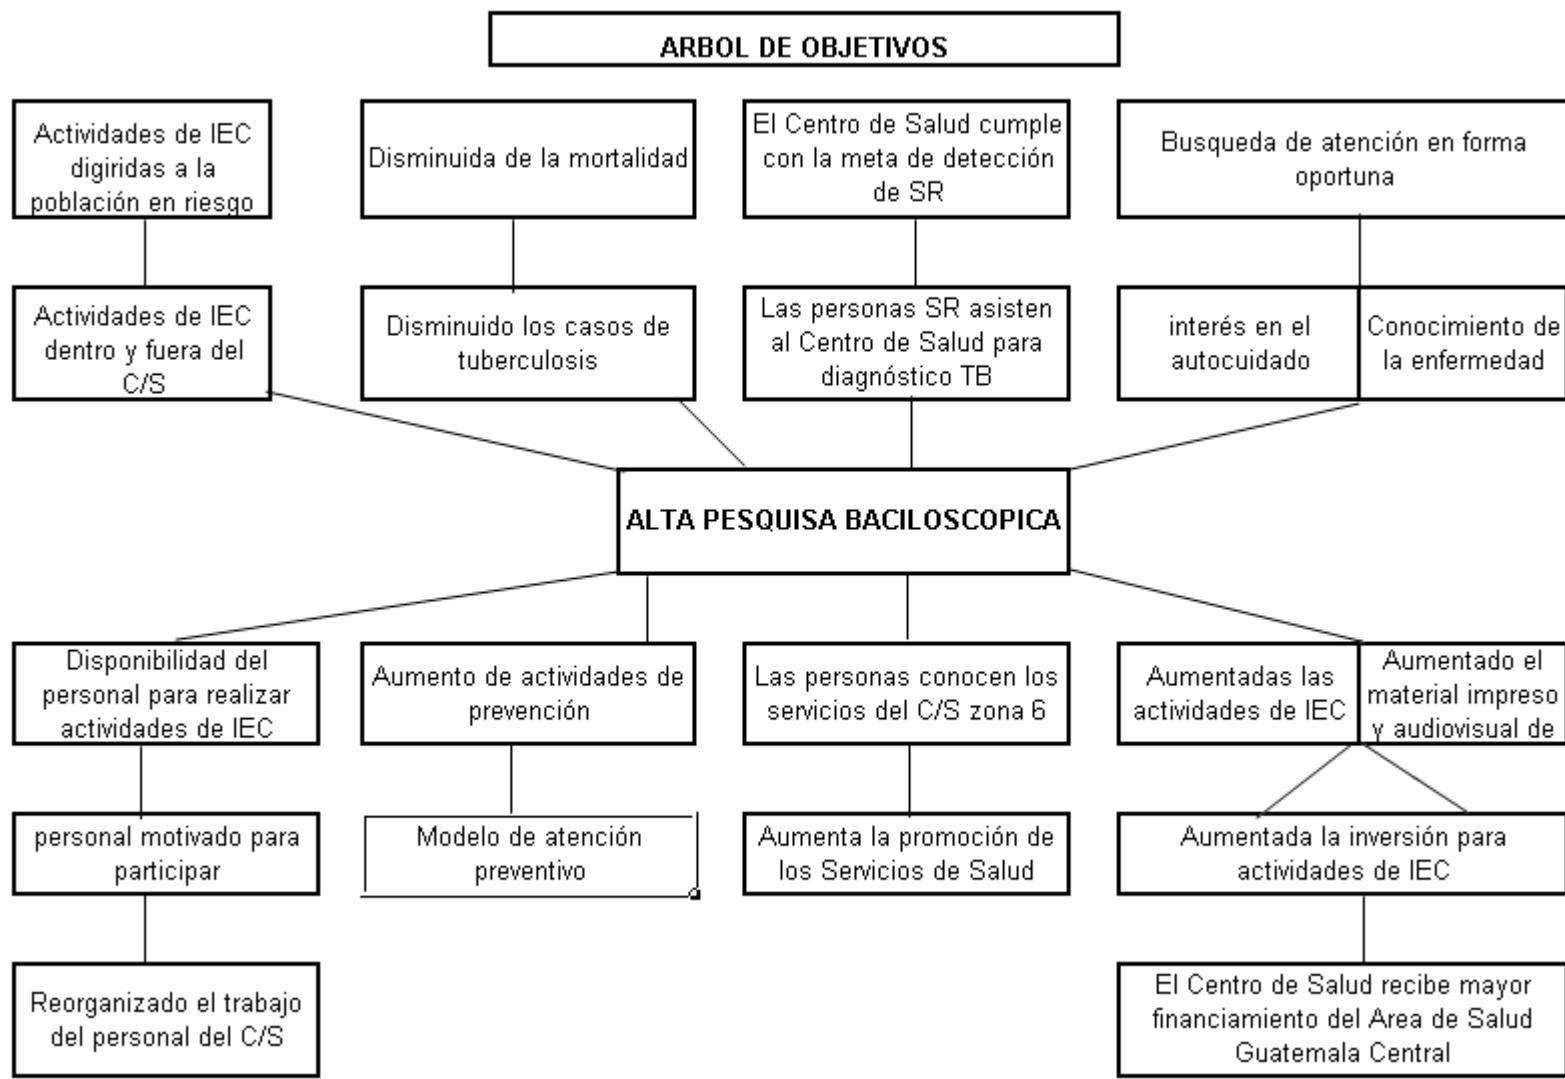 ARBOL DE OBJETIVOS
Actividades de IEC
digiridas a la
población en riesgo
Disminuida de la mortalidad
El Centro de Salud cumple
con la meta de detección
de SR
Busqueda de atención en forma
oportuna
Actividades de IEC
dentro y fuera del
C/S
Disminuido los casos de
tuberculosis
Las personas SR asisten
al Centro de Salud para
diagnóstico TB
interés en el
autocuidado
Conocimiento de
la enfermedad
ALTA PESQUISA BACILOSCOPICA
Disponibilidad del
personal para realizar
actividades de IEC
Aumento de actividades de
prevención
Las personas conocen los
servicios del C/S zona 6
Aumentadas las
actividades de IEC
Aumentado el
material impreso
y audiovisual de
personal motivado para
participar
Modelo de atención
preventivo
Aumenta la promoción de
los Servicios de Salud
Aumentada la inversión para
actividades de IEC
Reorganizado el trabajo
del personal del C/S
El Centro de Salud recibe mayor
financiamiento del Area de Salud
Guatemala Central